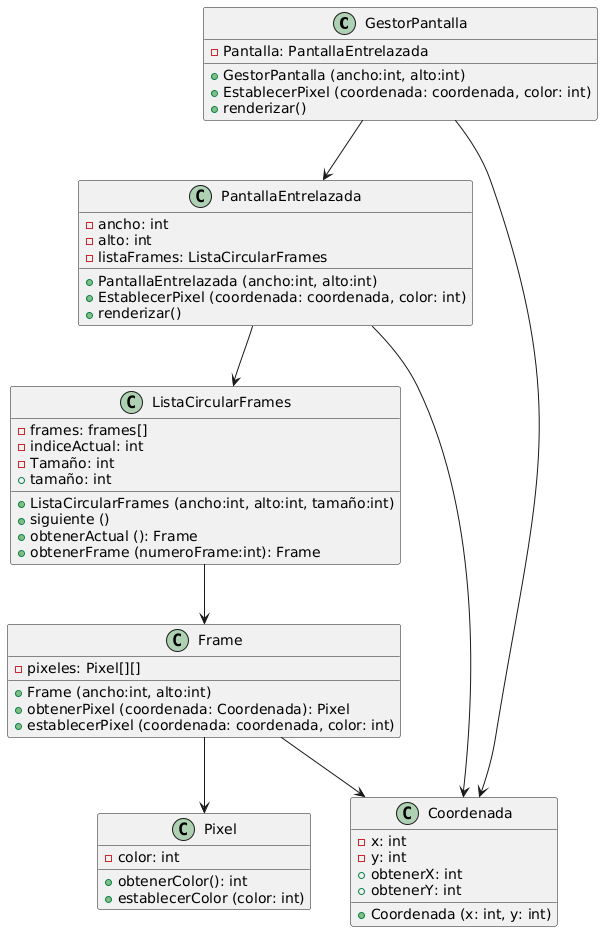 C GestorPantalla
Pantalla: PantallaEntrelazada
GestorPantalla (ancho:int, alto:int)
EstablecerPixel (coordenada: coordenada, color: int)
renderizar()
C PantallaEntrelazada
ancho: int
alto: int
listaFrames: ListaCircularFrames
PantallaEntrelazada (ancho:int, alto:int)
EstablecerPixel (coordenada: coordenada, color: int)
renderizar()
C ListaCircularFrames
frames: frames[]
indiceActual: int
Tamaño: int
tamaño: int
ListaCircularFrames (ancho:int, alto:int, tamaño:int)
siguiente ()
obtenerActual (): Frame
obtenerFrame (numeroFrame:int): Frame
C Frame
pixeles: Pixel[][]
Frame (ancho:int, alto:int)
obtenerPixel (coordenada: Coordenada): Pixel
establecerPixel (coordenada: coordenada, color: int)
C Pixel
color: int
obtenerColor(): int
establecerColor (color: int)
C Coordenada
x: int
y: int
obtenerX: int
obtenerY: int
Coordenada (x: int, y: int)